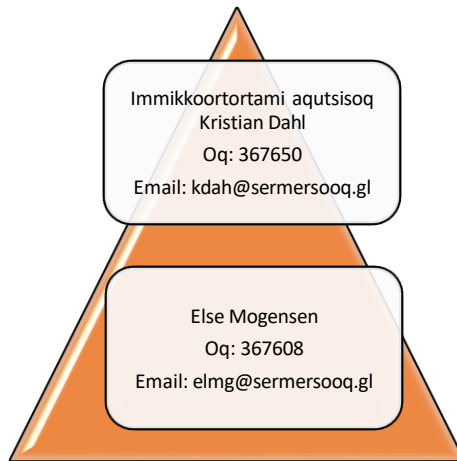 Immikkoortortami aqutsisoq
Kristian Dahl
Oq: 367650
Email: kdah@sermersooq.gl
Else Mogensen
Oq: 367608
Email: elmg@sermersooq.gl